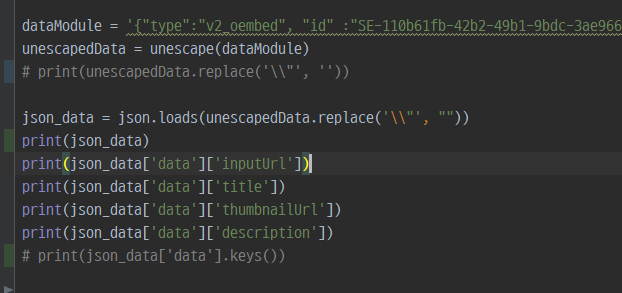 dataModule = '{"type":"v2_oembed", "id" :"SE-110b61fb-42b2-49b1-9bdc-3ae966
unescapedData = unescape(dataModule)
# print(unescapedData.replace('\\"', ''))
json_data = json.loads(unescapedData.replace('\\"', ""))
print(json_data)
print(json_data['data']['inputUrl'])
print(json_data['data']['title'])
print(json_data['data']['thumbnailUrl'])
print(json_data['data']['description'])
# print(json_data['data'].keys())